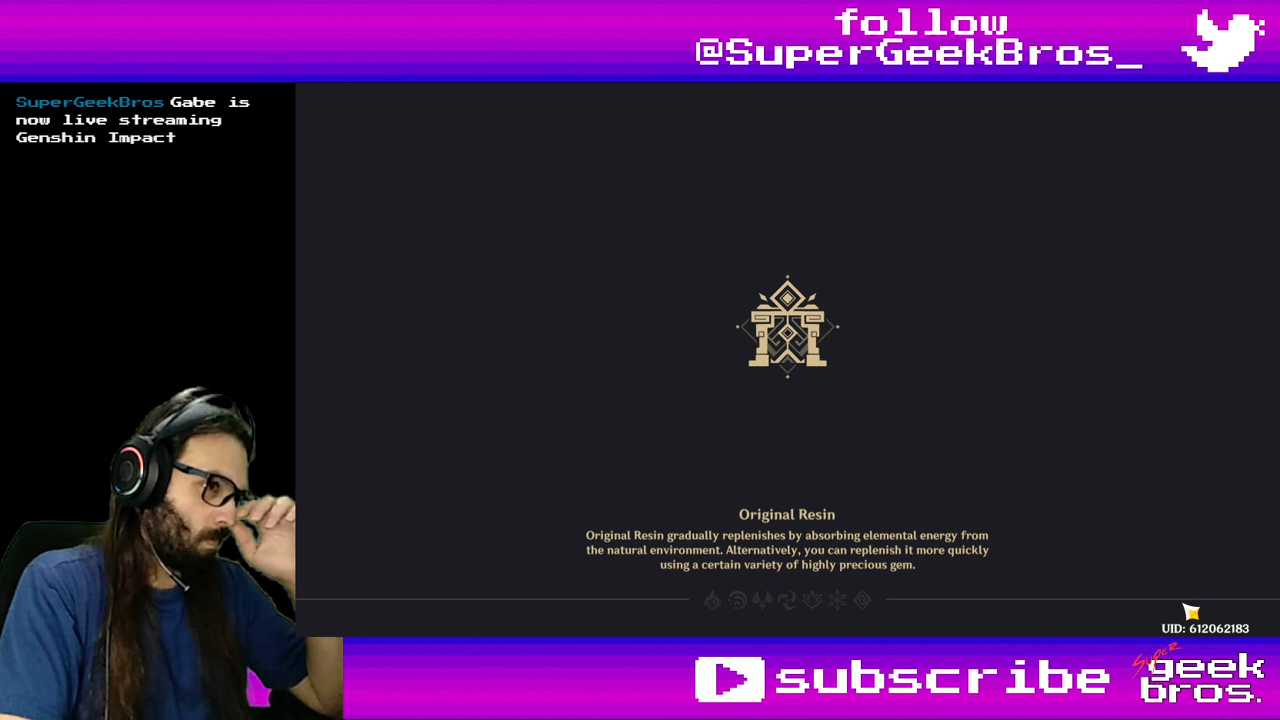 follow
@SuperGeekBros_
SuperGeekBros Gabe is
now live streaming
Genshin Impact
Original Resin
Original Resin gradually replenishes by absorbing elemental energy from
the natural environment. Alternatively, you can replenish it more quickly
using a certain variety of highly precious gem.
UID: 612062183
subscribe
SUPER
geek
bros.